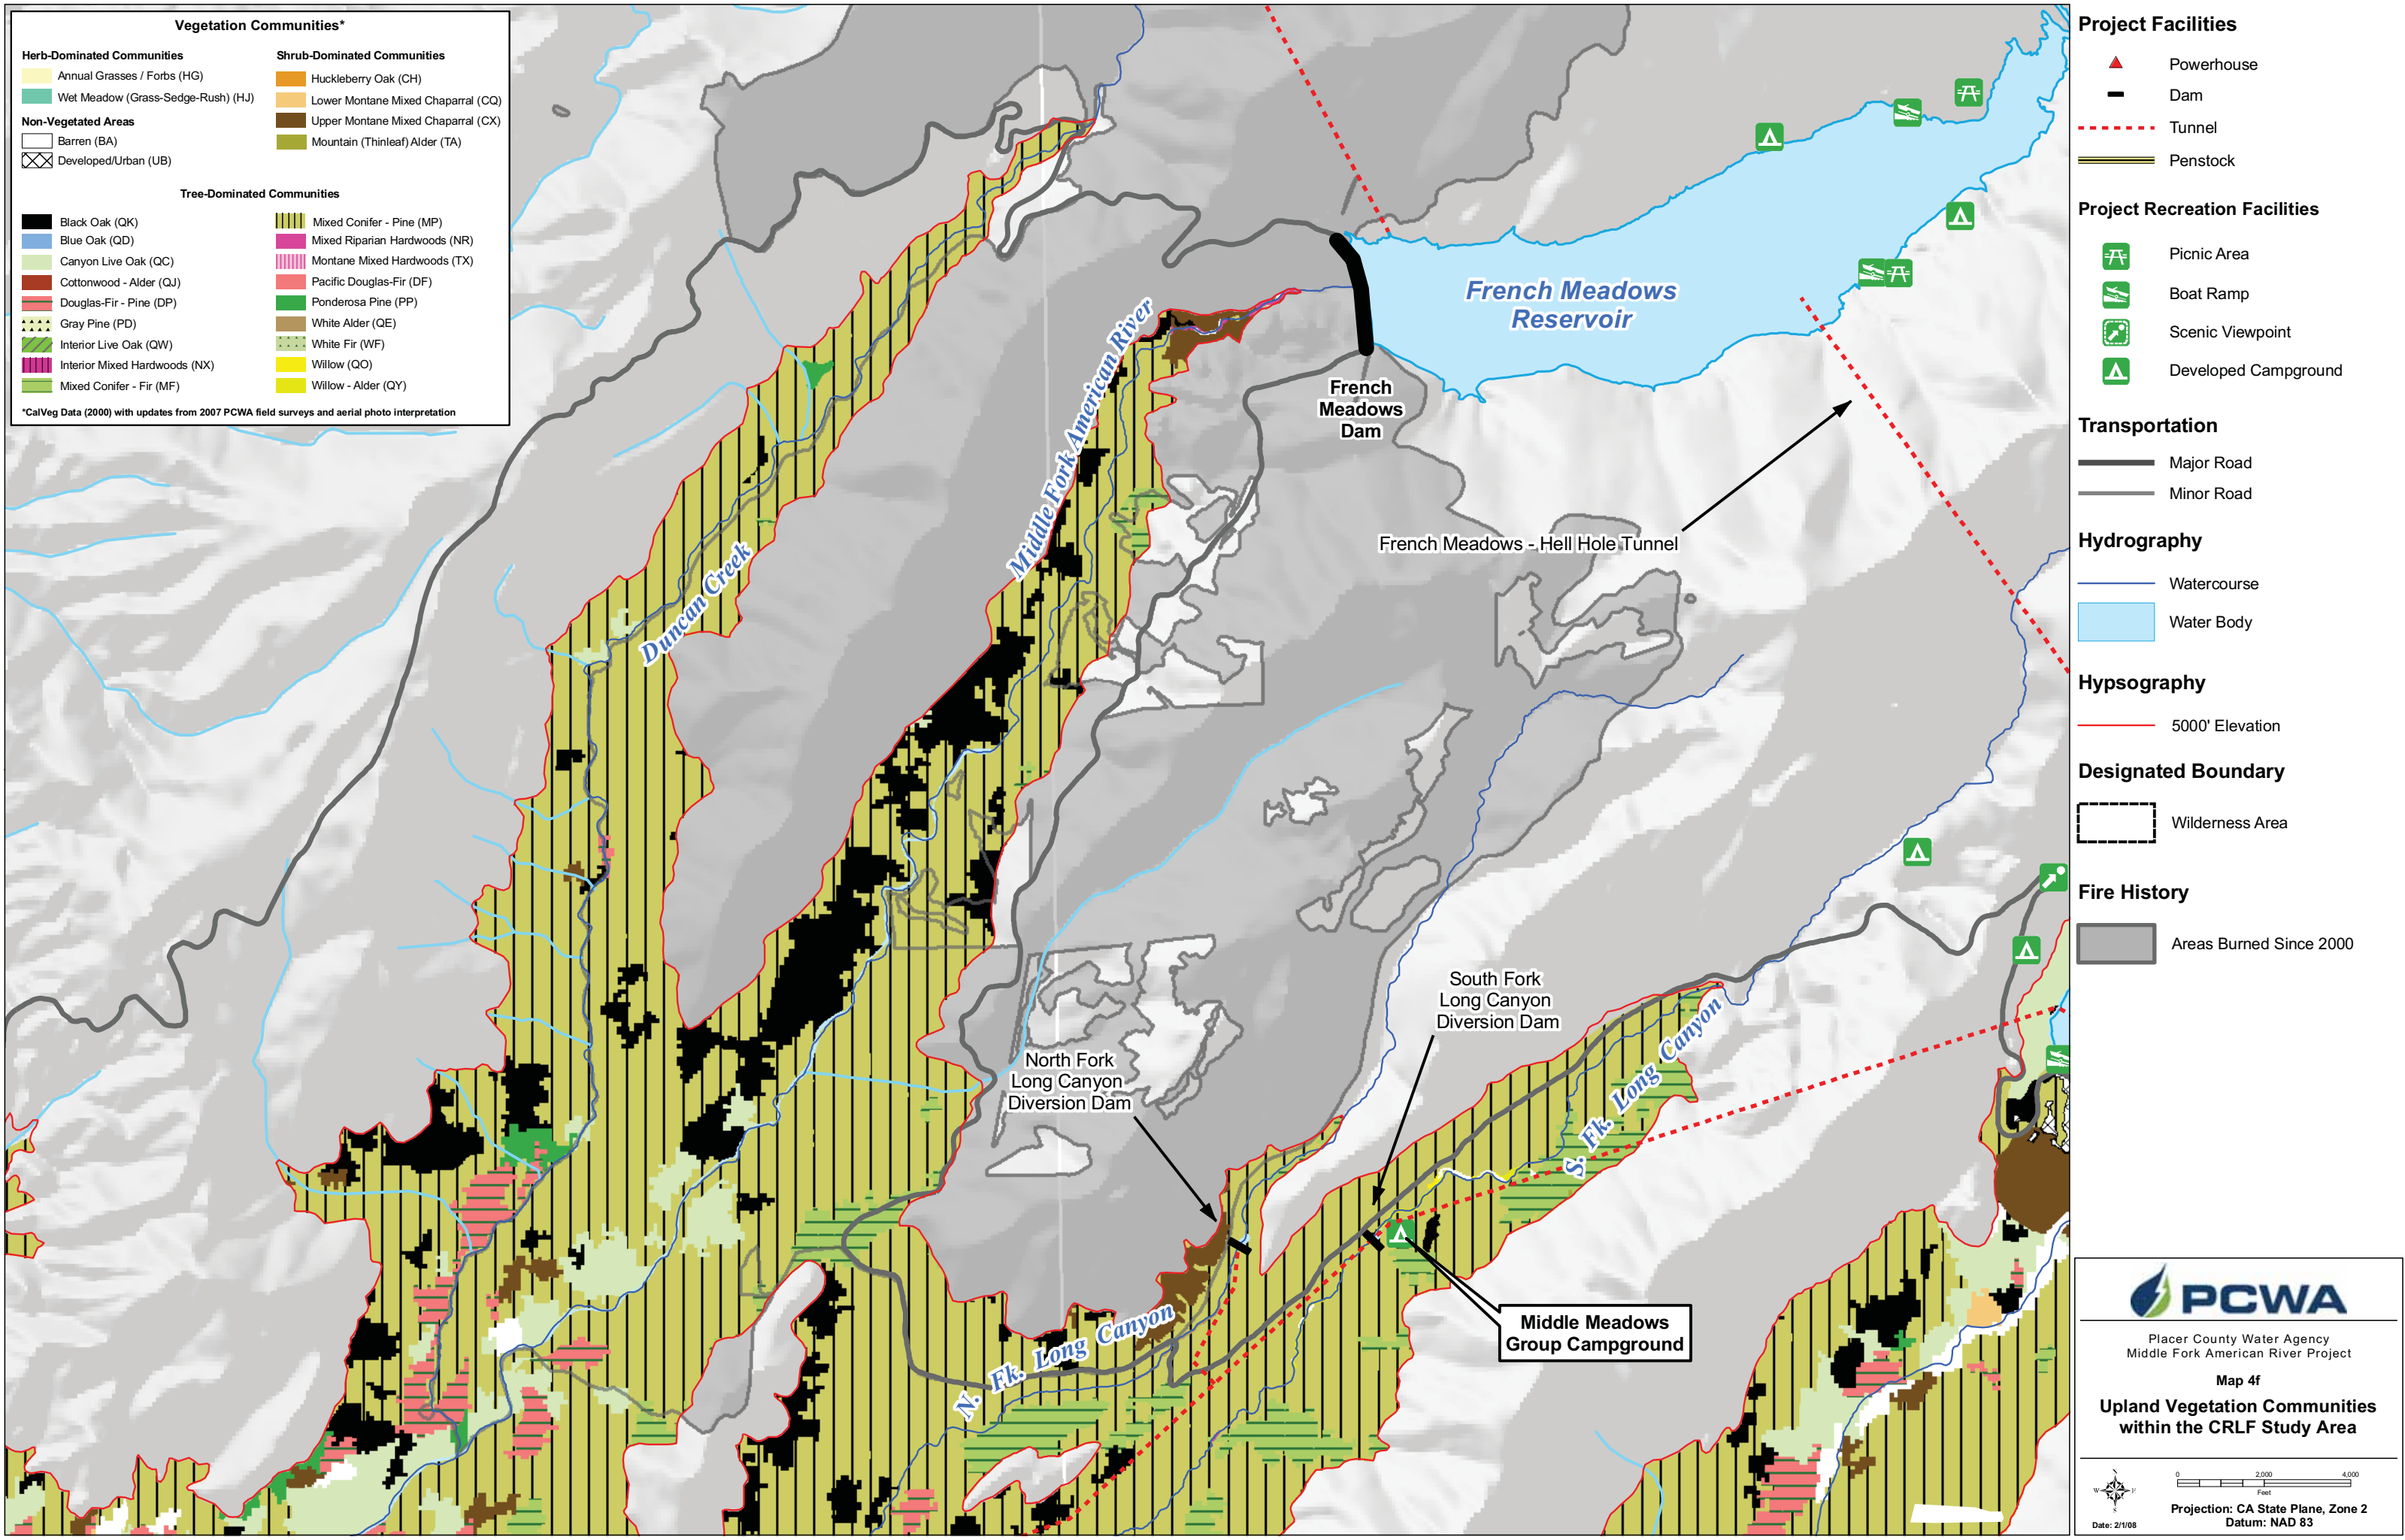 Vegetation Communities*
Herb-Dominated Communities
Annual Grasses / Forbs (HG)
Wet Meadow (Grass-Sedge-Rush) (HJ)
Non-Vegetated Areas
Barren (BA)
Developed/Urban (UB)
Shrub-Dominated Communities
Huckleberry Oak (CH)
Lower Montane Mixed Chaparral (CQ)
Upper Montane Mixed Chaparral (CX)
Mountain (Thinleaf) Alder (TA)
Tree-Dominated Communities
Black Oak (QK)
Blue Oak (QD)
Canyon Live Oak (QC)
Cottonwood - Alder (QJ)
Douglas-Fir - Pine (DP)
Gray Pine (PD)
Interior Live Oak (QW)
Interior Mixed Hardwoods (NX)
Mixed Conifer - Fir (MF)
Mixed Conifer - Pine (MP)
Mixed Riparian Hardwoods (NR)
Montane Mixed Hardwoods (TX)
Pacific Douglas-Fir (DF)
Ponderosa Pine (PP)
White Alder (QE)
White Fir (WF)
Willow (QO)
Willow - Alder (QY)
*CalVeg Data (2000) with updates from 2007 PCWA field surveys and aerial photo interpretation
French Meadows
Reservoir
French
Meadows
Dam
Middle Fork American River
Duncan Creek
French Meadows - Hell Hole Tunnel
South Fork
Long Canyon
Diversion Dam
North Fork
Long Canyon
Diversion Dam
S. Fk. Long Canyon
N. Fk. Long Canyon
Middle Meadows
Group Campground
Project Facilities
Powerhouse
Dam
Tunnel
Penstock
Project Recreation Facilities
Picnic Area
Boat Ramp
Scenic Viewpoint
Developed Campground
Transportation
Major Road
Minor Road
Hydrography
Watercourse
Water Body
Hypsography
5000' Elevation
Designated Boundary
Wilderness Area
Fire History
Areas Burned Since 2000
PCWA
Placer County Water Agency
Middle Fork American River Project
Map 4f
Upland Vegetation Communities
within the CRLF Study Area
N
W E
S
0 2,000 4,000
Feet
Projection: CA State Plane, Zone 2
Datum: NAD 83
Date: 2/1/08